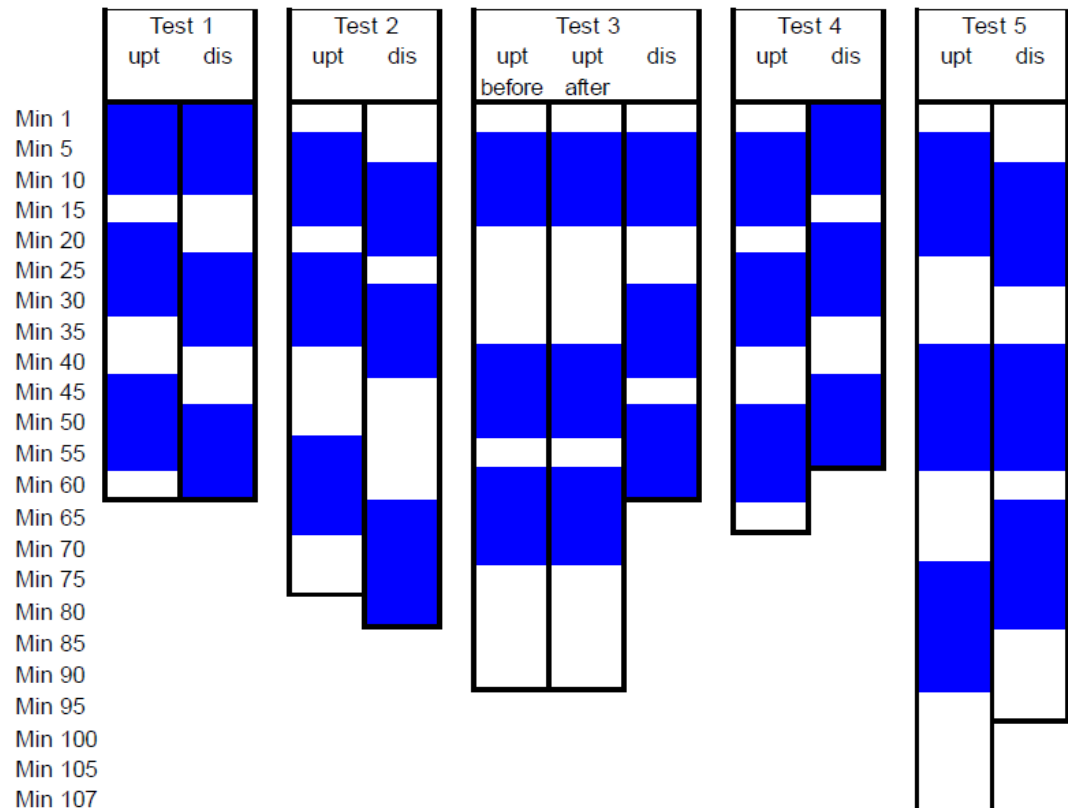 Test 1 Test 2 Test 3 Test 4 Test 5
upt dis upt dis upt upt dis upt dis upt dis
before after
Min 1
Min 5
Min 10
Min 15
Min 20
Min 25
Min 30
Min 35
Min 40
Min 45
Min 50
Min 55
Min 60
Min 65
Min 70
Min 75
Min 80
Min 85
Min 90
Min 95
Min 100
Min 105
Min 107